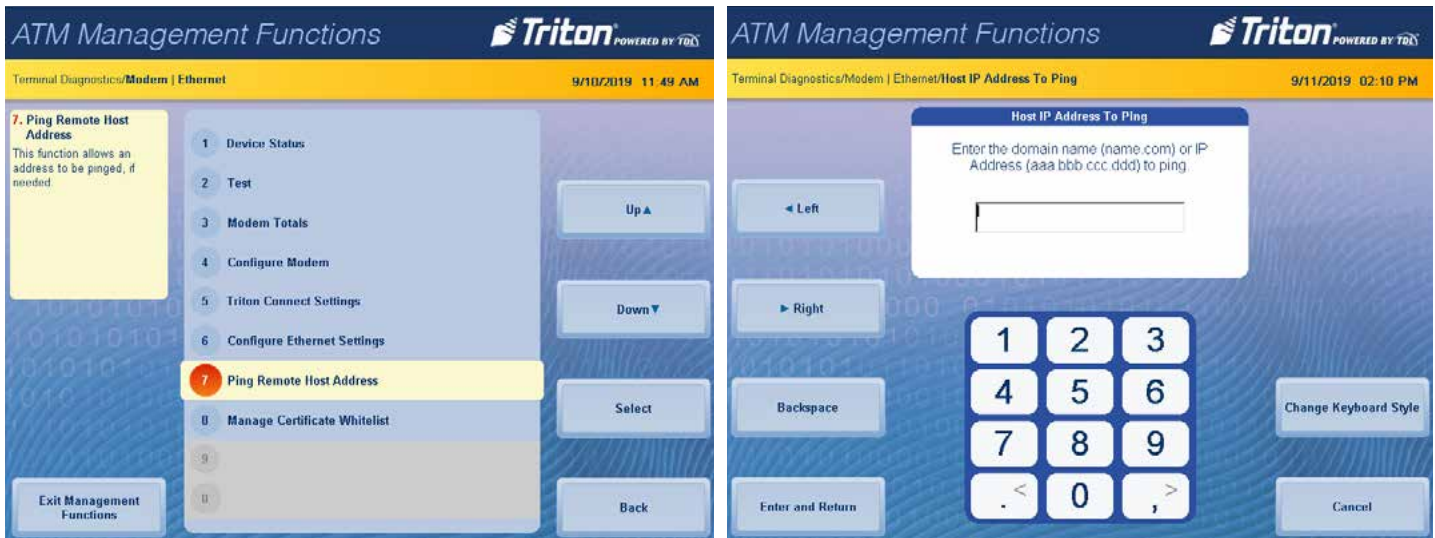 ATM Management Functions
Triton POWERED BY TDL
Terminal Diagnostics/Modem | Ethernet
9/10/2019 11:49 AM
7. Ping Remote Host
Address
This function allows an
address to be pinged, if
needed
1 Device Status
2 Test
3 Modem Totals
4 Configure Modem
5 Triton Connect Settings
6 Configure Ethernet Settings
7 Ping Remote Host Address
8 Manage Certificate Whitelist
9
0
Up▲
Down▼
Select
Back
Exit Management
Functions
ATM Management Functions
Triton POWERED BY TDL
Terminal Diagnostics/Modem | Ethernet/Host IP Address To Ping
9/11/2019 02:10 PM
Host IP Address To Ping
Enter the domain name (name.com) or IP
Address (aaa.bbb.ccc.ddd) to ping.
◄ Left
► Right
Backspace
Enter and Return
1 2 3
4 5 6
7 8 9
. < 0 , >
Change Keyboard Style
Cancel